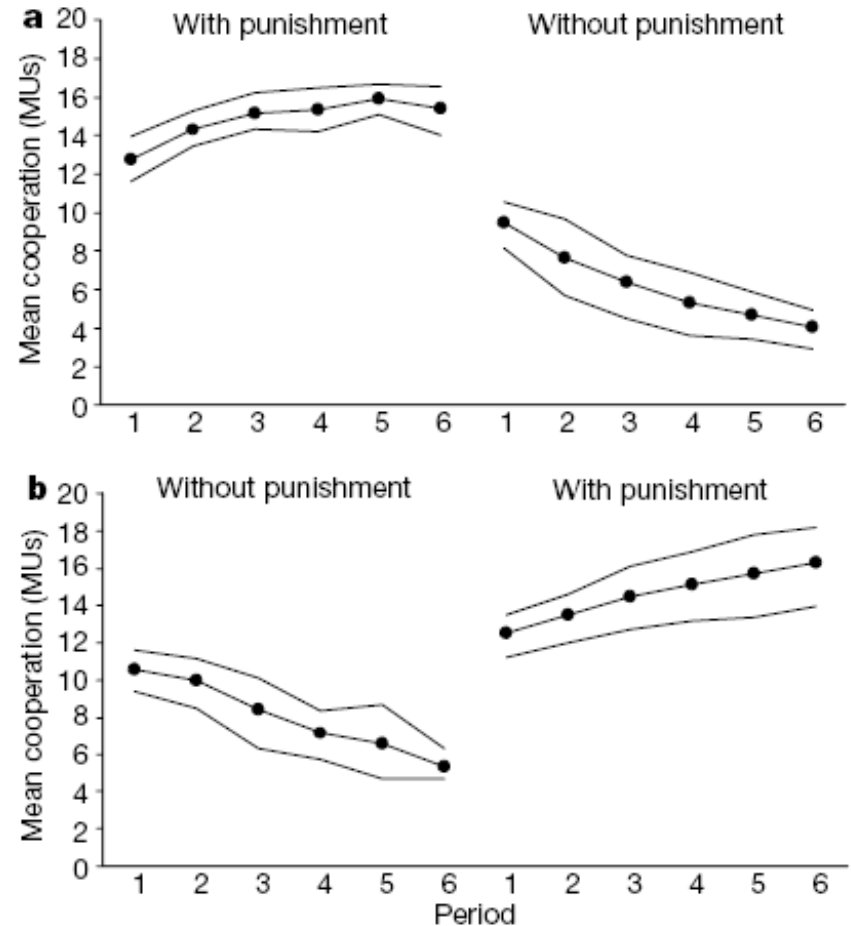 a
With punishment Without punishment
Mean cooperation (MUs)
20
18
16
14
12
10
8
6
4
2
0
1 2 3 4 5 6 1 2 3 4 5 6
b
Without punishment With punishment
Mean cooperation (MUs)
20
18
16
14
12
10
8
6
4
2
0
1 2 3 4 5 6 1 2 3 4 5 6
Period